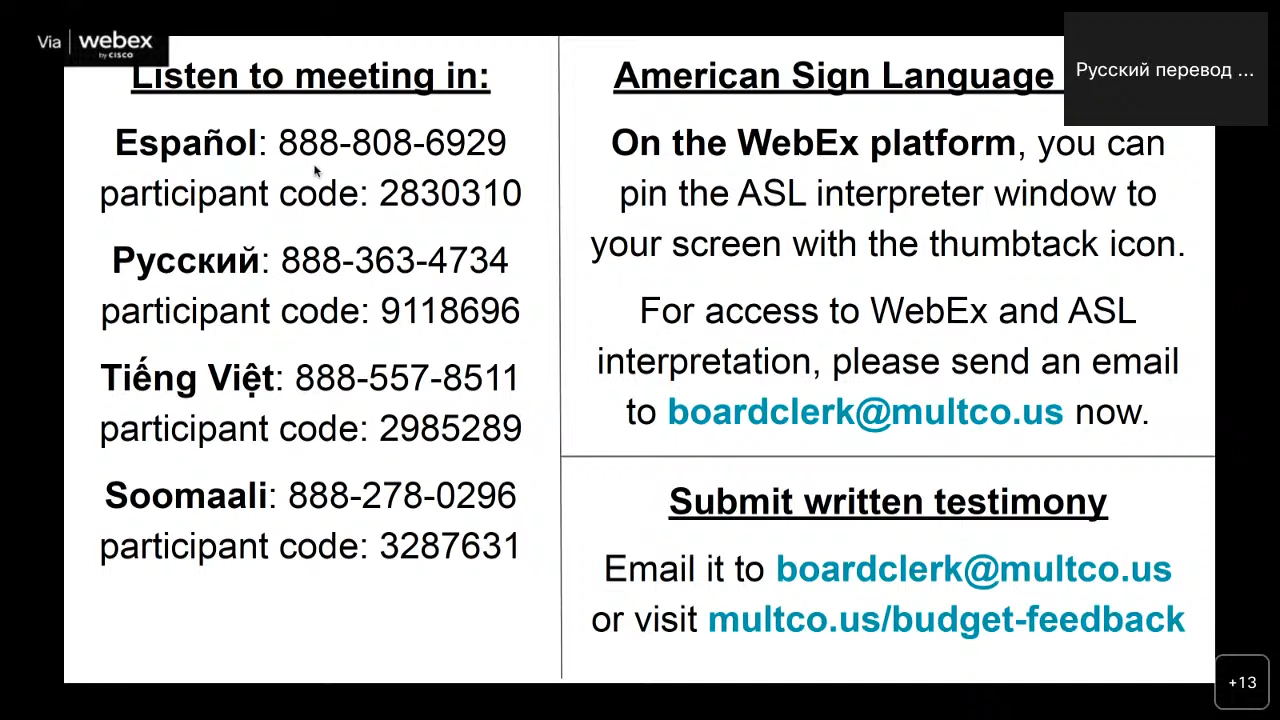 Via webex
by CISCO
Listen to meeting in:
Español: 888-808-6929
participant code: 2830310
Русский: 888-363-4734
participant code: 9118696
Tiếng Việt: 888-557-8511
participant code: 2985289
Soomaali: 888-278-0296
participant code: 3287631
American Sign Language
Русский перевод ...
On the WebEx platform, you can
pin the ASL interpreter window to
your screen with the thumbtack icon.
For access to WebEx and ASL
interpretation, please send an email
to boardclerk@multco.us now.
Submit written testimony
Email it to boardclerk@multco.us
or visit multco.us/budget-feedback
+13